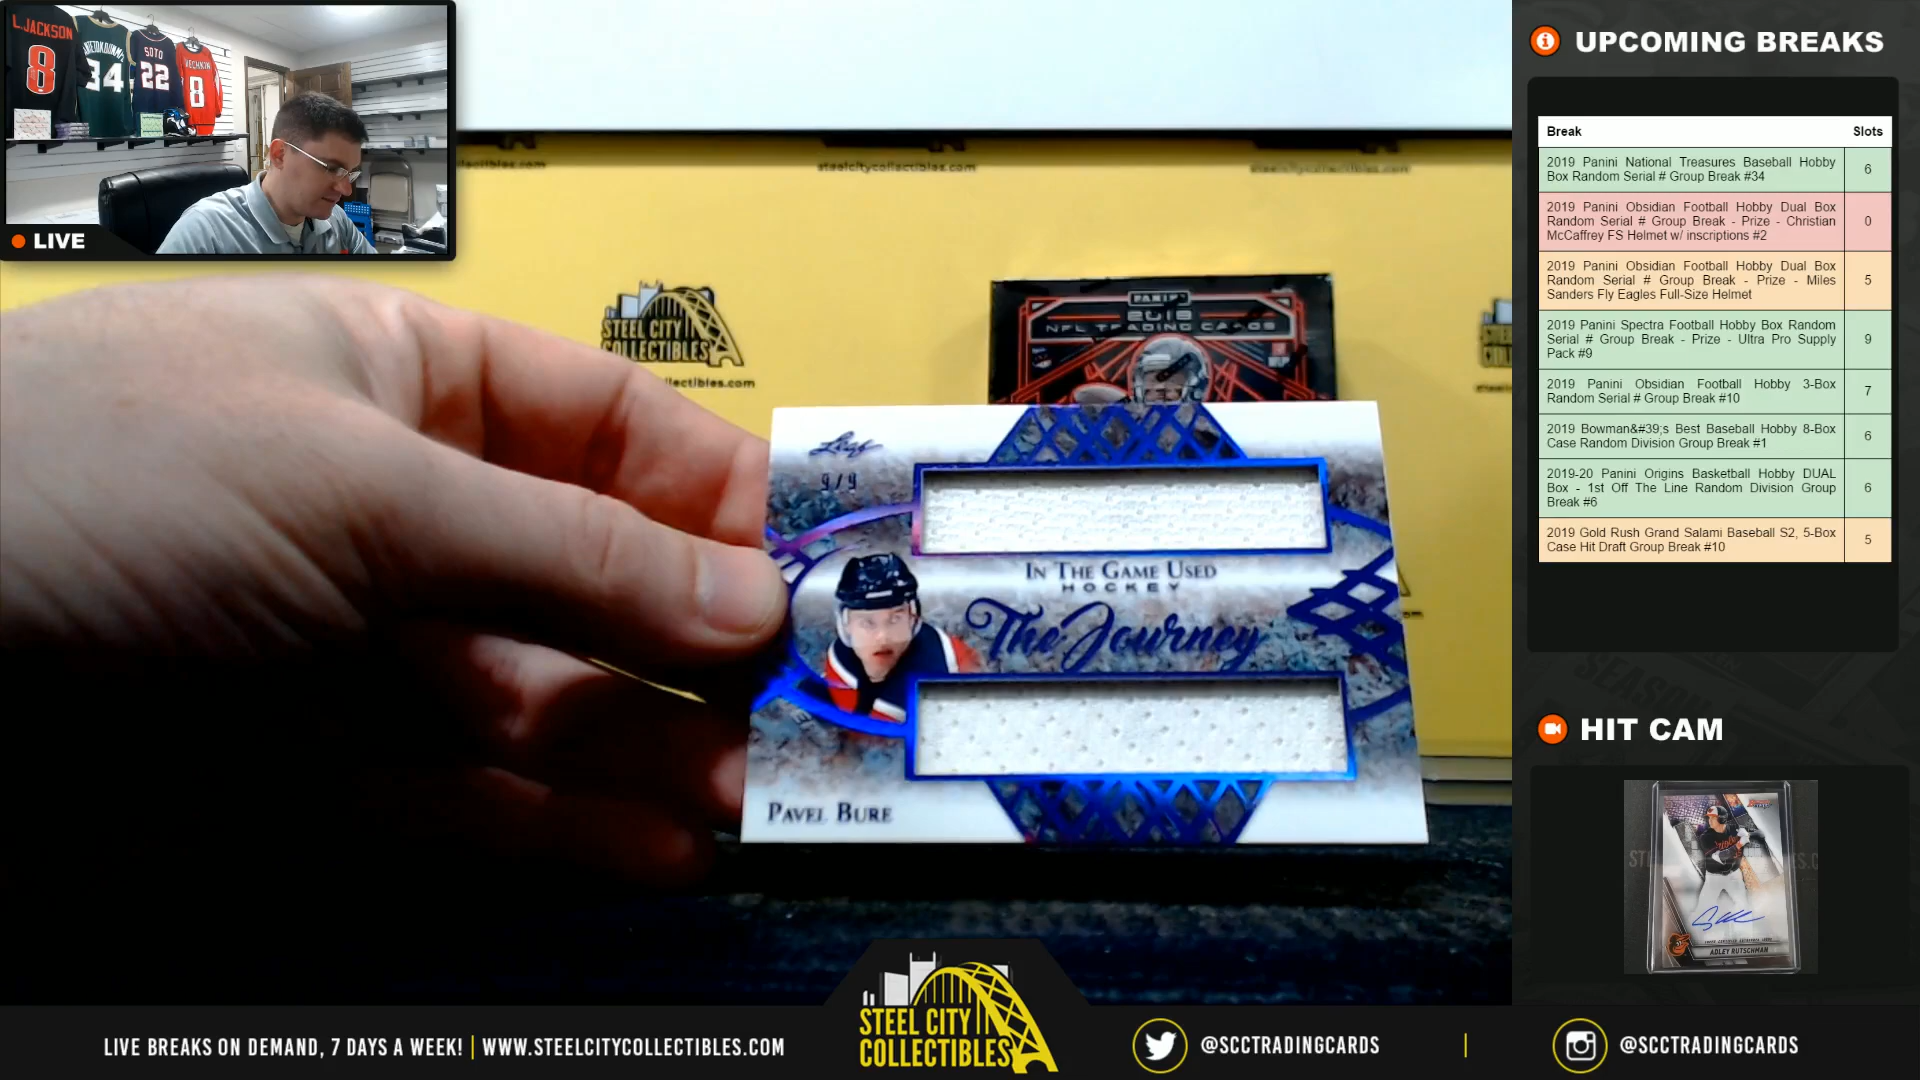 L.JACKSON
8
34
SOTO
22
8
LIVE
steelcitycollectibles.com
STEEL CITY
COLLECTIBLES
PANINI
NFL TRADING CARDS
Leaf
9/9
IN THE GAME USED
HOCKEY
The Journey
PAVEL BURE
UPCOMING BREAKS
Break Slots
2019 Panini National Treasures Baseball Hobby
Box Random Serial # Group Break #34
6
2019 Panini Obsidian Football Hobby Dual Box
Random Serial # Group Break - Prize - Christian
McCaffrey FS Helmet w/ inscriptions #2
0
2019 Panini Obsidian Football Hobby Dual Box
Random Serial # Group Break - Prize - Miles
Sanders Fly Eagles Full-Size Helmet
5
2019 Panini Spectra Football Hobby Box Random
Serial # Group Break - Prize - Ultra Pro Supply
Pack #9
9
2019 Panini Obsidian Football Hobby 3-Box
Random Serial # Group Break #10
7
2019 Bowman&#39;s Best Baseball Hobby 8-Box
Case Random Division Group Break #1
6
2019-20 Panini Origins Basketball Hobby DUAL
Box - 1st Off The Line Random Division Group
Break #6
6
2019 Gold Rush Grand Salami Baseball S2, 5-Box
Case Hit Draft Group Break #10
5
HIT CAM
ADLEY RUTSCHMAN
LIVE BREAKS ON DEMAND, 7 DAYS A WEEK! | WWW.STEELCITYCOLLECTIBLES.COM
STEEL CITY
COLLECTIBLES
@SCCTRADINGCARDS
@SCCTRADINGCARDS